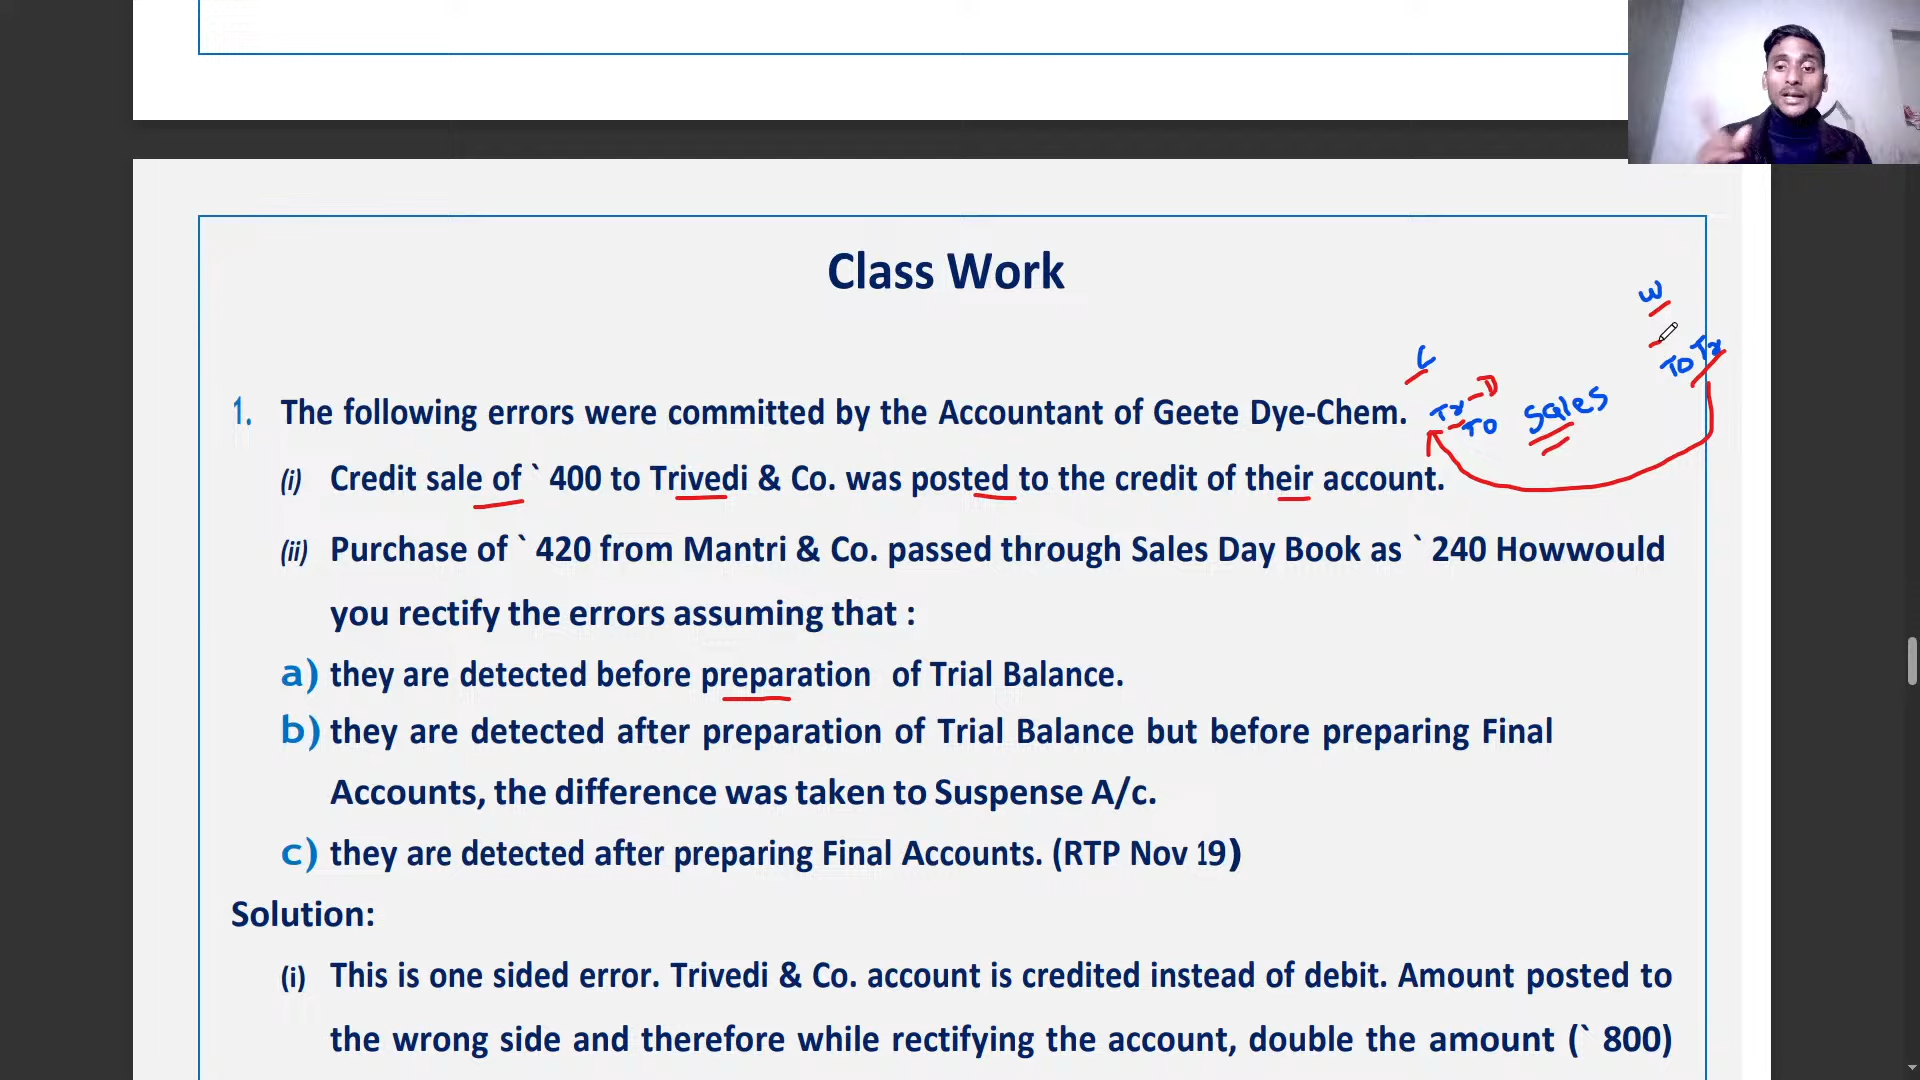 Class Work
W
To Tr
C
Tr D
To Sales
1. The following errors were committed by the Accountant of Geete Dye-Chem.
(i) Credit sale of ` 400 to Trivedi & Co. was posted to the credit of their account.
(ii) Purchase of ` 420 from Mantri & Co. passed through Sales Day Book as ` 240 Howwould
you rectify the errors assuming that :
a) they are detected before preparation of Trial Balance.
b) they are detected after preparation of Trial Balance but before preparing Final
Accounts, the difference was taken to Suspense A/c.
c) they are detected after preparing Final Accounts. (RTP Nov 19)
Solution:
(i) This is one sided error. Trivedi & Co. account is credited instead of debit. Amount posted to
the wrong side and therefore while rectifying the account, double the amount (` 800)